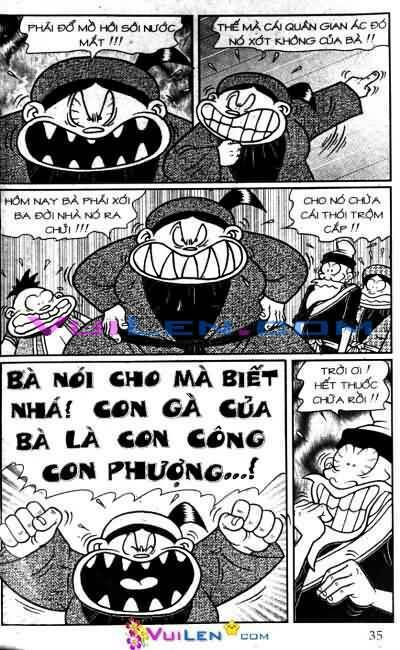 PHẢI ĐỔ MỒ HÔI SÔI NƯỚC
MẮT !!!
THẾ MÀ CÁI QUÂN GIAN ÁC ĐÓ
NÓ XỚT KHÔNG CỦA BÀ !!!
HÔM NAY BÀ PHẢI XỚI
BA ĐỜI NHÀ NÓ RA
CHỬI !!!
CHO NÓ CHỪA
CÁI THÓI TRỘM
CẮP !!
VUILEN.COM
BÀ NÓI CHO MÀ BIẾT
NHÁ! CON GÀ CỦA
BÀ LÀ CON CÔNG
CON PHƯỢNG...!
TRỜI ƠI !
HẾT THUỐC
CHỮA RỒI !!
35
VUILEN.COM